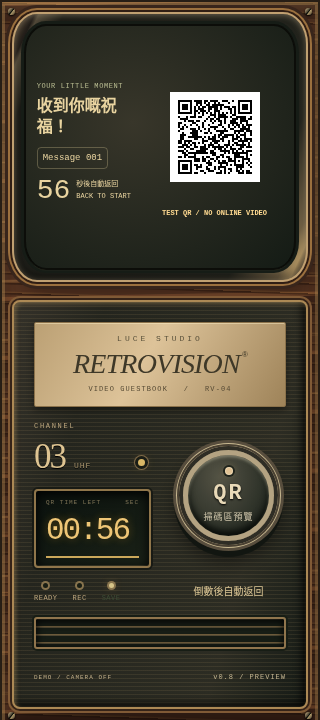 YOUR LITTLE MOMENT
收到你嘅祝
福！
Message 001
56 秒後自動返回
BACK TO START
TEST QR / NO ONLINE VIDEO
LUCE STUDIO
RETROVISION®
VIDEO GUESTBOOK / RV-04
CHANNEL
03 UHF
QR TIME LEFT SEC
00:56
QR
掃碼區預覽
READY REC SAVE
倒數後自動返回
DEMO / CAMERA OFF
v0.8 / PREVIEW